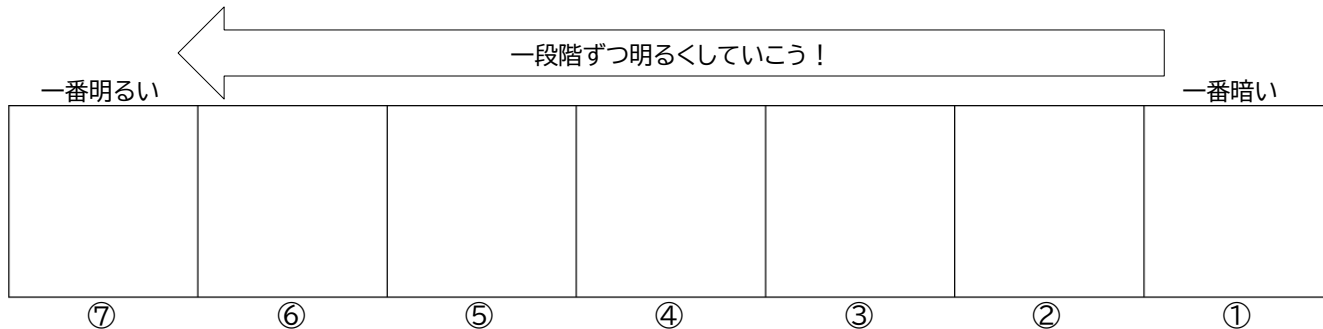 一段階ずつ明るくしていこう！
一番明るい 一番暗い
⑦ ⑥ ⑤ ④ ③ ② ①